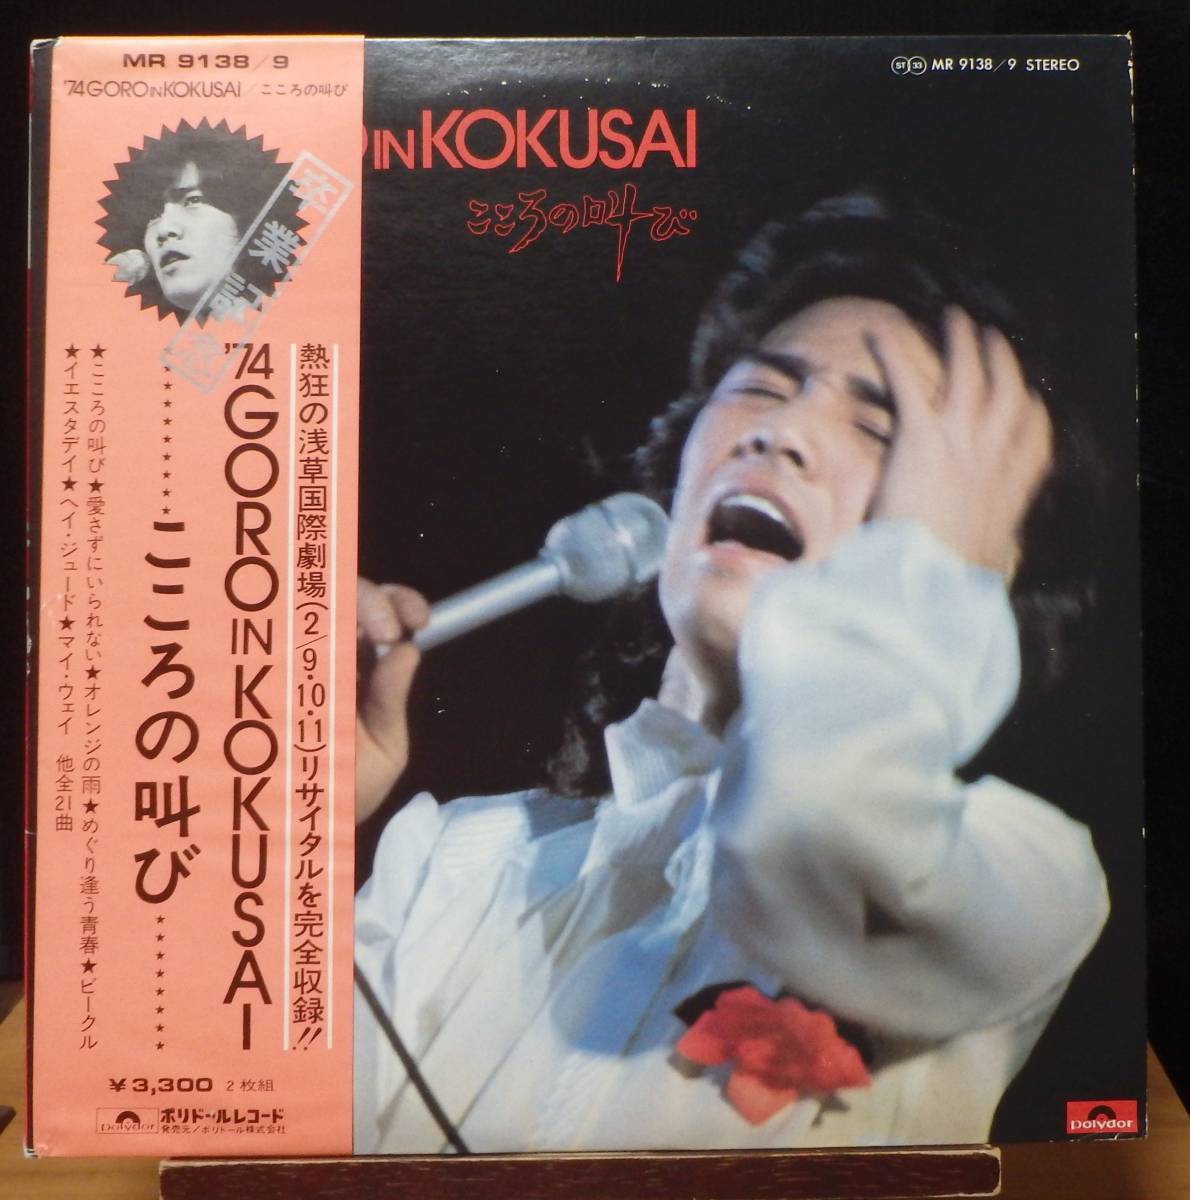 MR 9138/9
'74 GORO IN KOKUSAI/こころの叫び
卒業記念
熱狂の浅草国際劇場(2/9・10・11)リサイタルを完全収録!!
'74 GORO IN KOKUSAI
★★★★★★★★★こころの叫び★★★★★★★★★
★こころの叫び★愛さずにいられない★オレンジの雨★めぐり逢う青春★ビークル
★イエスタデイ★ヘイ・ジュード★マイ・ウェイ 他全21曲
¥3,300 2枚組
polydor
ポリドールレコード
発売元/ポリドール株式会社
ST 33 MR 9138/9 STEREO
IN KOKUSAI
こころの叫び
polydor